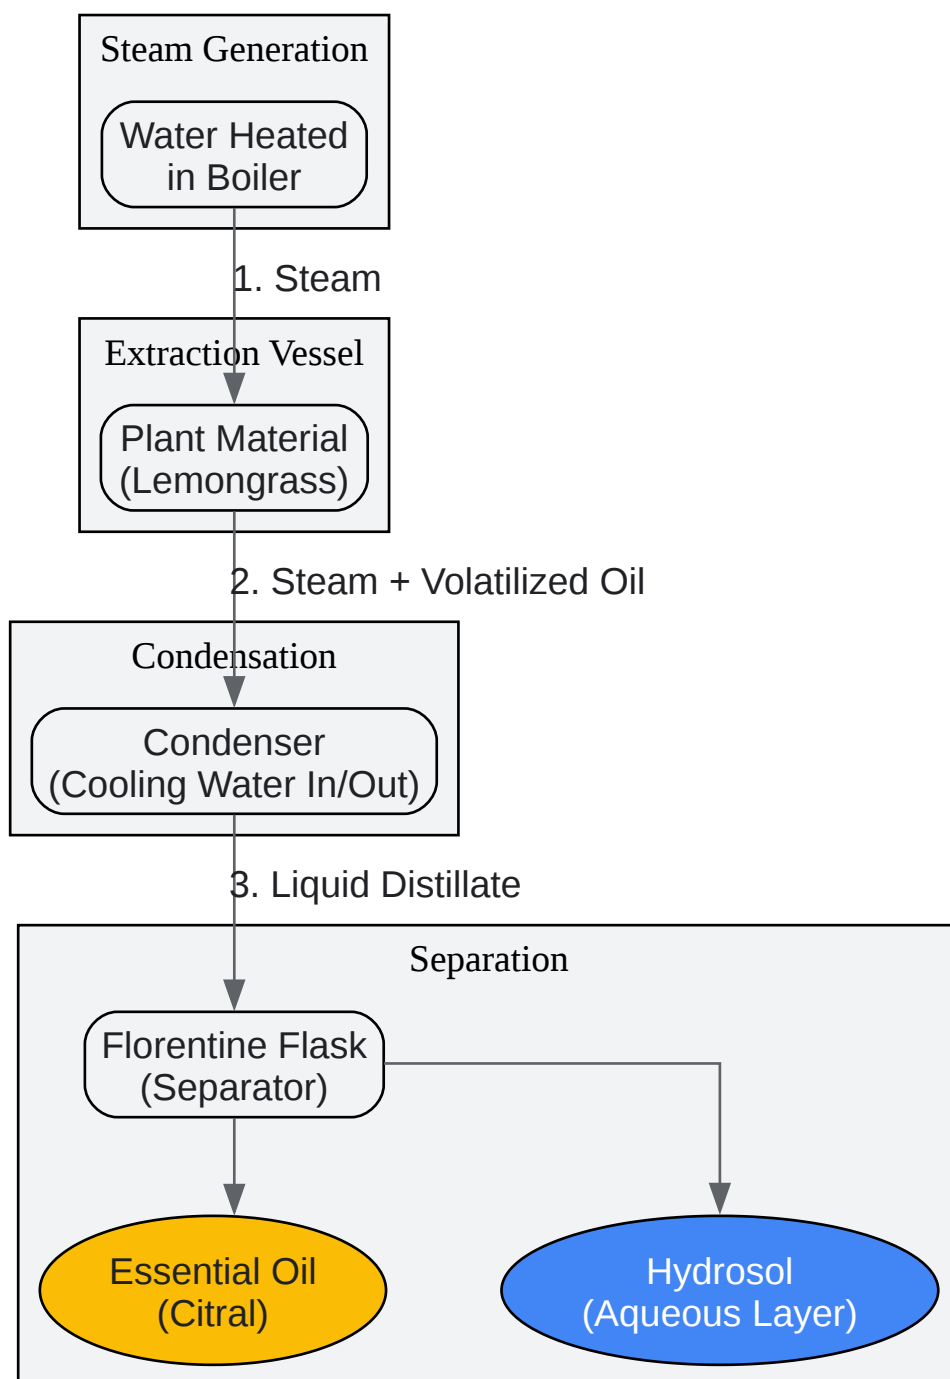 Steam Generation
Water Heated
in Boiler
1. Steam
Extraction Vessel
Plant Material
(Lemongrass)
2. Steam + Volatilized Oil
Condensation
Condenser
(Cooling Water In/Out)
3. Liquid Distillate
Separation
Florentine Flask
(Separator)
Essential Oil
(Citral)
Hydrosol
(Aqueous Layer)